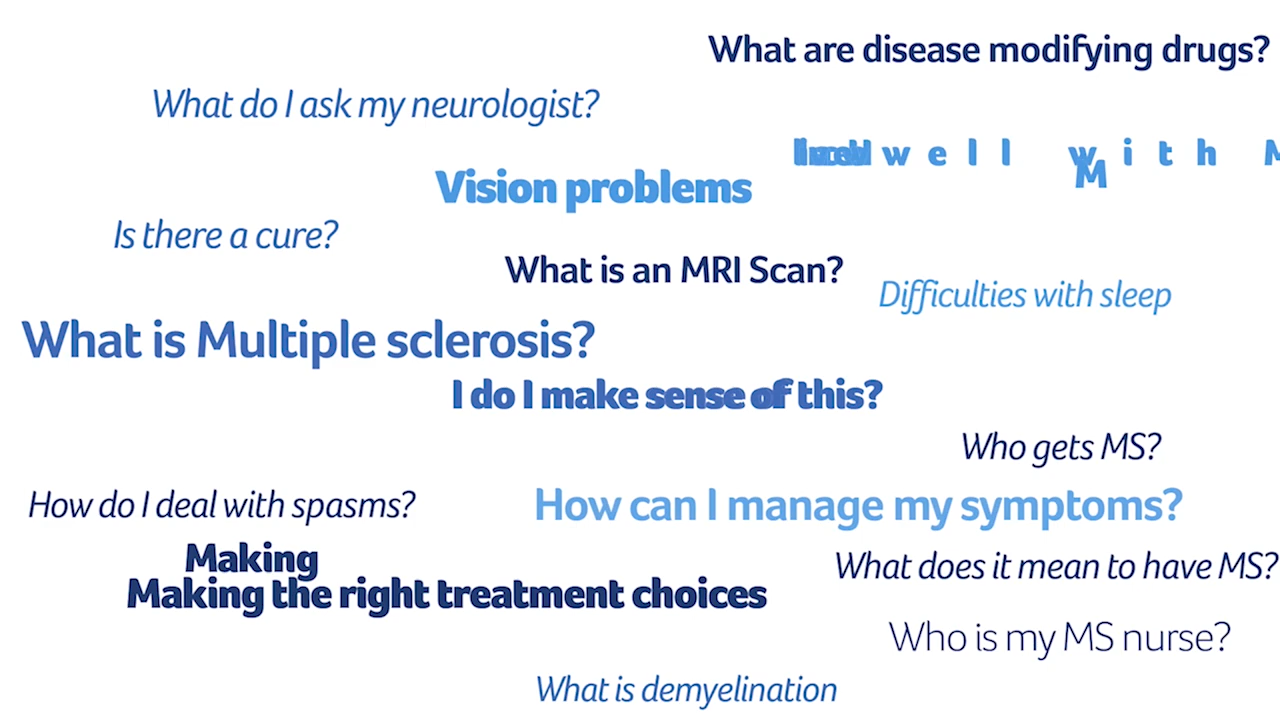 What are disease modifying drugs?
What do I ask my neurologist?
well with M
M
Vision problems
Is there a cure?
What is an MRI Scan?
Difficulties with sleep
What is Multiple sclerosis?
I do I make sense of this?
Who gets MS?
How do I deal with spasms?
How can I manage my symptoms?
Making
What does it mean to have MS?
Making the right treatment choices
Who is my MS nurse?
What is demyelination